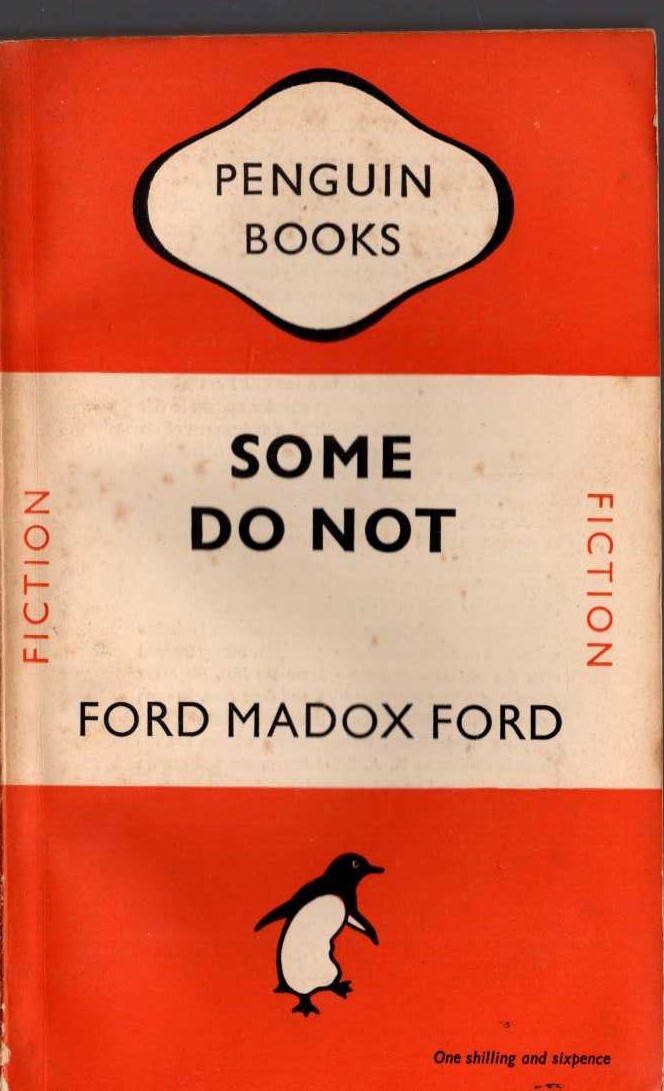 PENGUIN
BOOKS
SOME
DO NOT
FICTION
FICTION
FORD MADOX FORD
One shilling and sixpence